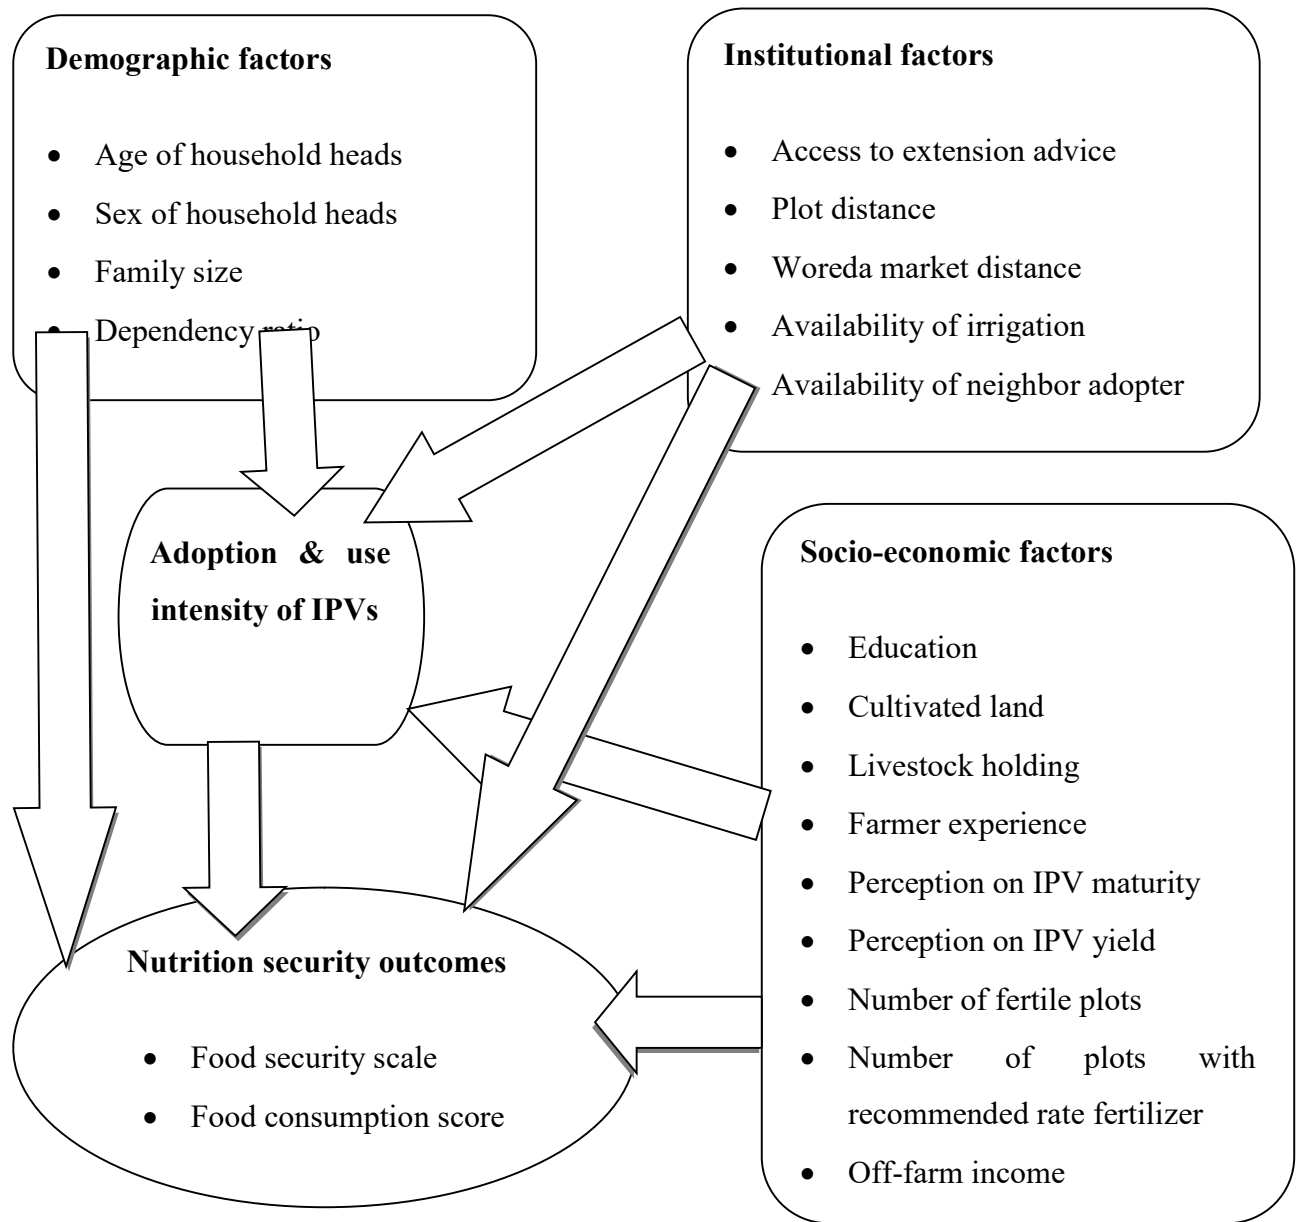 Demographic factors
• Age of household heads
• Sex of household heads
• Family size
• Dependency ratio
Institutional factors
• Access to extension advice
• Plot distance
• Woreda market distance
• Availability of irrigation
Availability of neighbor adopter
Adoption & use
intensity of IPVs
Socio-economic factors
• Education
• Cultivated land
• Livestock holding
• Farmer experience
• Perception on IPV maturity
• Perception on IPV yield
• Number of fertile plots
• Number of plots with
recommended rate fertilizer
• Off-farm income
Nutrition security outcomes
• Food security scale
• Food consumption score